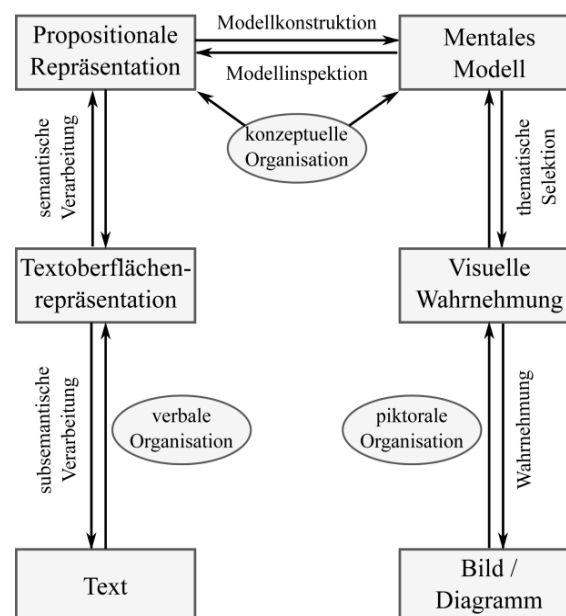 Propositionale
Repräsentation
Modellkonstruktion
Modellinspektion
Mentales
Modell
konzeptuelle
Organisation
semantische
Verarbeitung
thematische
Selektion
Textoberflächen-
repräsentation
Visuelle
Wahrnehmung
subsemantische
Verarbeitung
verbale
Organisation
piktorale
Organisation
Wahrnehmung
Text
Bild /
Diagramm